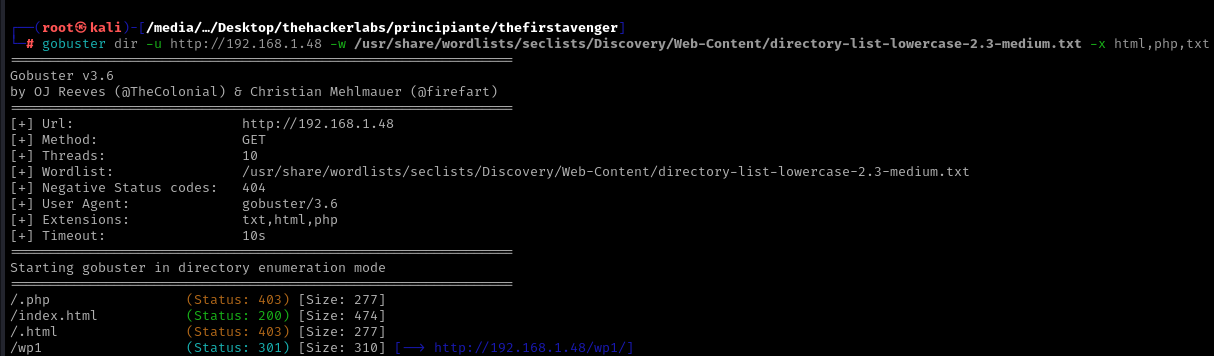 ┌──(root㉿kali)-[/media/…/Desktop/thehackerlabs/principiante/thefirstavenger]
└─# gobuster dir -u http://192.168.1.48 -w /usr/share/wordlists/seclists/Discovery/Web-Content/directory-list-lowercase-2.3-medium.txt -x html,php,txt
===============================================================
Gobuster v3.6
by OJ Reeves (@TheColonial) & Christian Mehlmauer (@firefart)
===============================================================
[+] Url:                     http://192.168.1.48
[+] Method:                  GET
[+] Threads:                 10
[+] Wordlist:                /usr/share/wordlists/seclists/Discovery/Web-Content/directory-list-lowercase-2.3-medium.txt
[+] Negative Status codes:   404
[+] User Agent:              gobuster/3.6
[+] Extensions:              txt,html,php
[+] Timeout:                 10s
===============================================================
Starting gobuster in directory enumeration mode
===============================================================
/.php                 (Status: 403) [Size: 277]
/index.html           (Status: 200) [Size: 474]
/.html                (Status: 403) [Size: 277]
/wp1                  (Status: 301) [Size: 310] [--> http://192.168.1.48/wp1/]